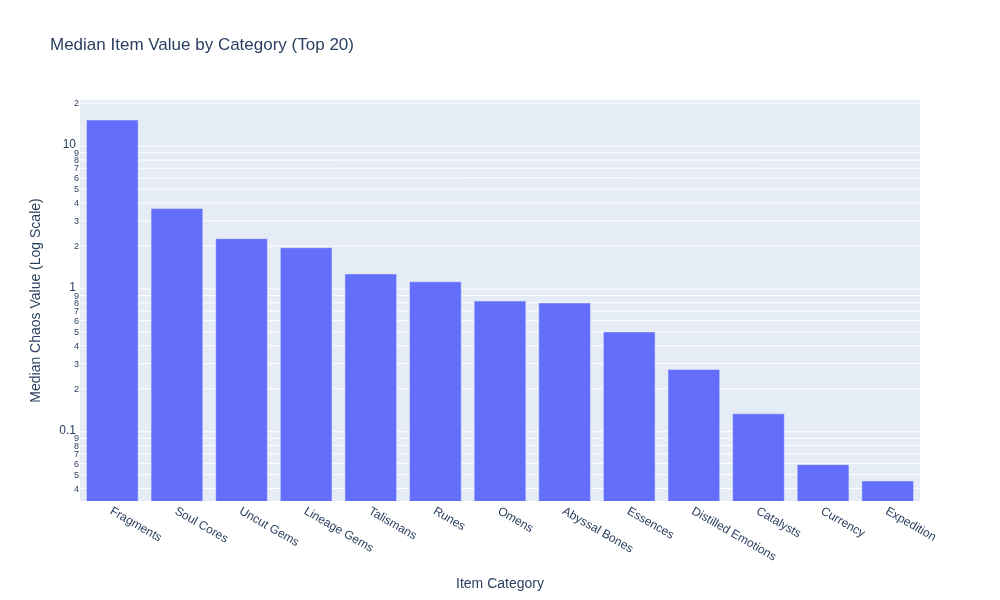 Median Item Value by Category (Top 20)
Median Chaos Value (Log Scale)
2
10
9
8
7
6
5
4
3
2
1
9
8
7
6
5
4
3
2
0.1
9
8
7
6
5
4
Fragments
Soul Cores
Uncut Gems
Lineage Gems
Talismans
Runes
Omens
Abyssal Bones
Essences
Distilled Emotions
Catalysts
Currency
Expedition
Item Category